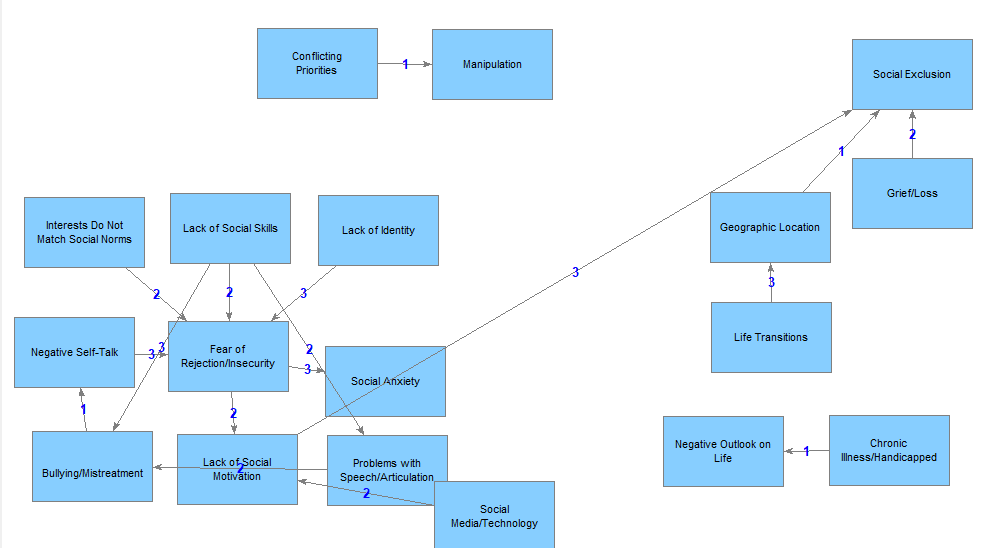 Conflicting
Priorities
1
Manipulation
Social Exclusion
1
2
Grief/Loss
Interests Do Not
Match Social Norms
Lack of Social Skills
Lack of Identity
Geographic Location
3
3
2
2
3
Life Transitions
Negative Self-Talk
3
3
Fear of
Rejection/Insecurity
2
3
Social Anxiety
1
2
Bullying/Mistreatment
Lack of Social
Motivation
2
Problems with
Speech/Articulation
2
Social
Media/Technology
Negative Outlook on
Life
1
Chronic
Illness/Handicapped